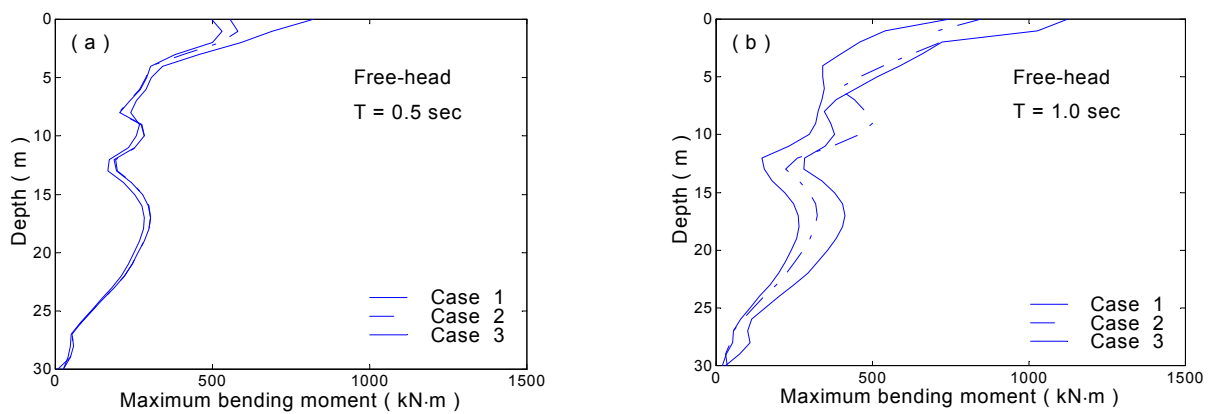 ( a )
Free-head
T = 0.5 sec
Depth ( m )
0
5
10
15
20
25
30
Case 1
Case 2
Case 3
0
500
1000
1500
Maximum bending moment ( kN·m )
( b )
Free-head
T = 1.0 sec
Depth ( m )
0
5
10
15
20
25
30
Case 1
Case 2
Case 3
0
500
1000
1500
Maximum bending moment ( kN·m )